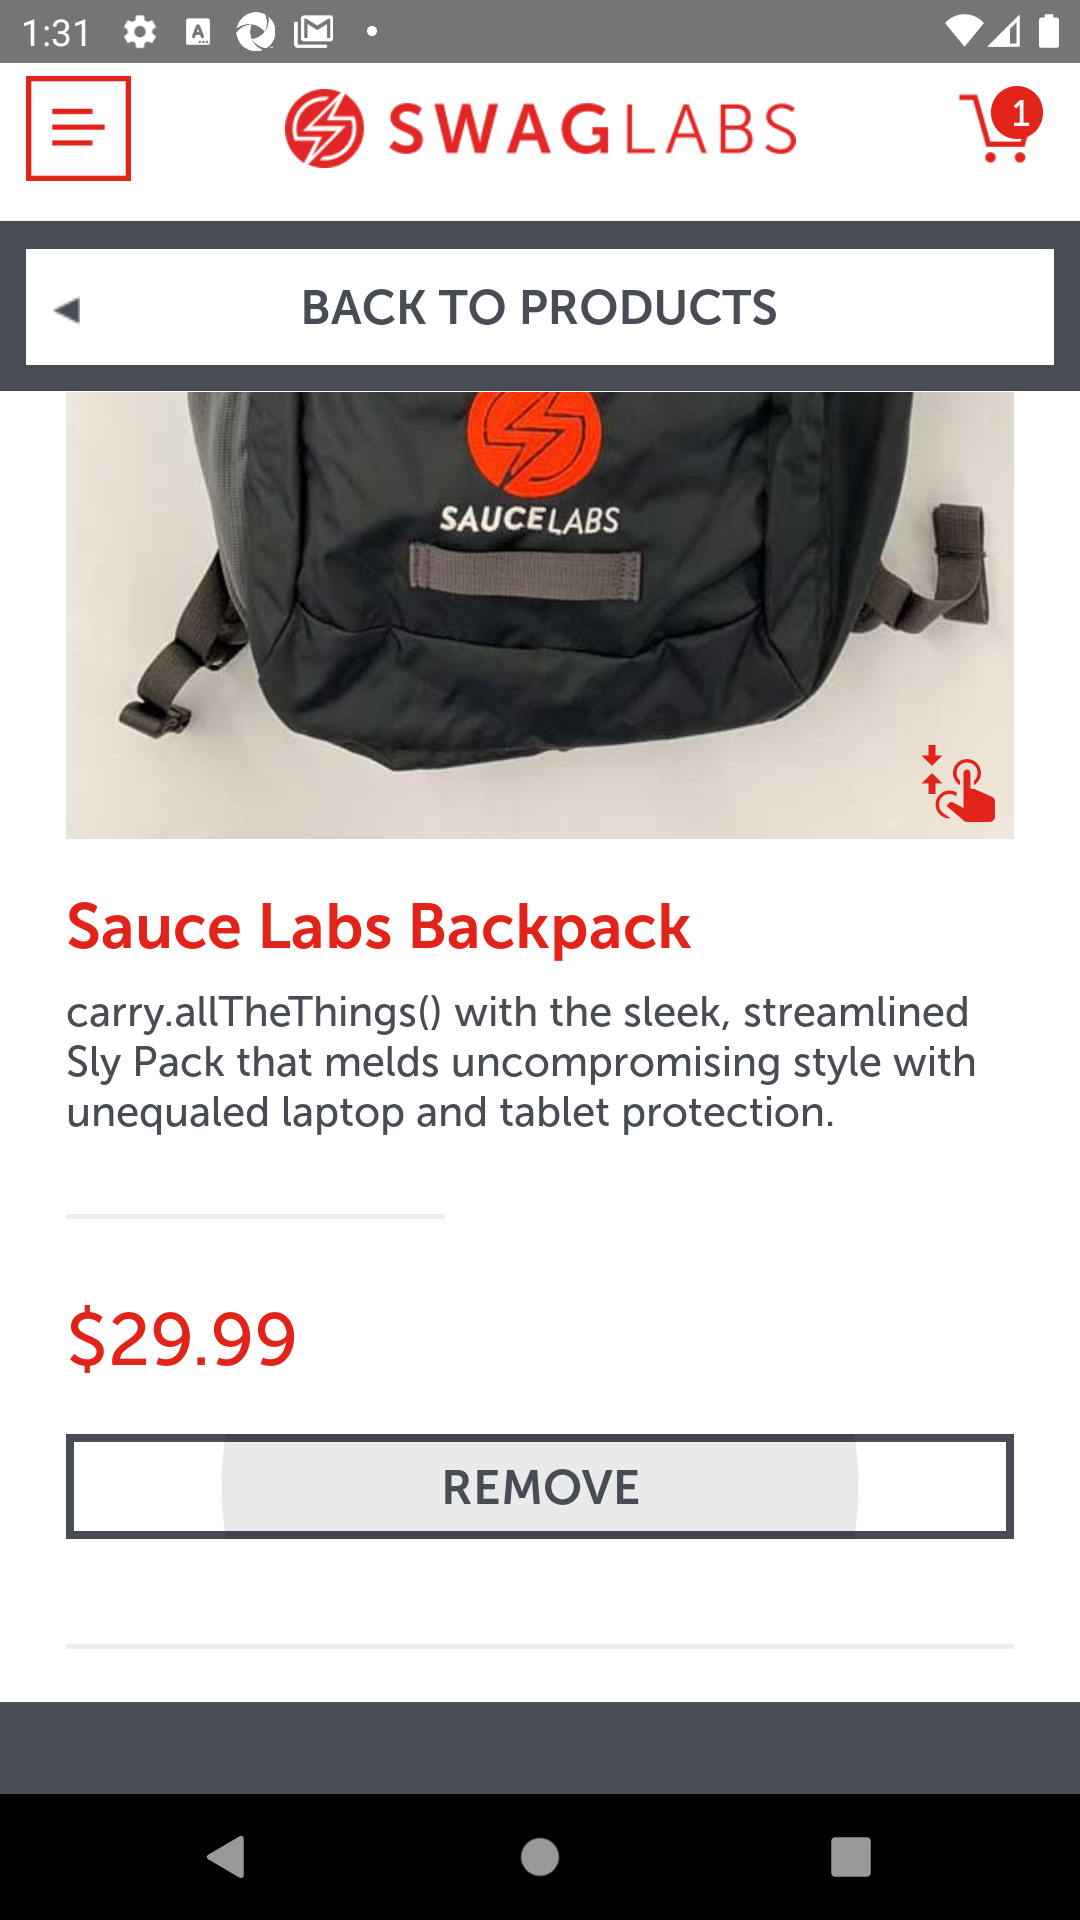 1:31
SWAGLABS
1
BACK TO PRODUCTS
SAUCELABS
Sauce Labs Backpack
carry.allTheThings() with the sleek, streamlined
Sly Pack that melds uncompromising style with
unequaled laptop and tablet protection.
$29.99
REMOVE